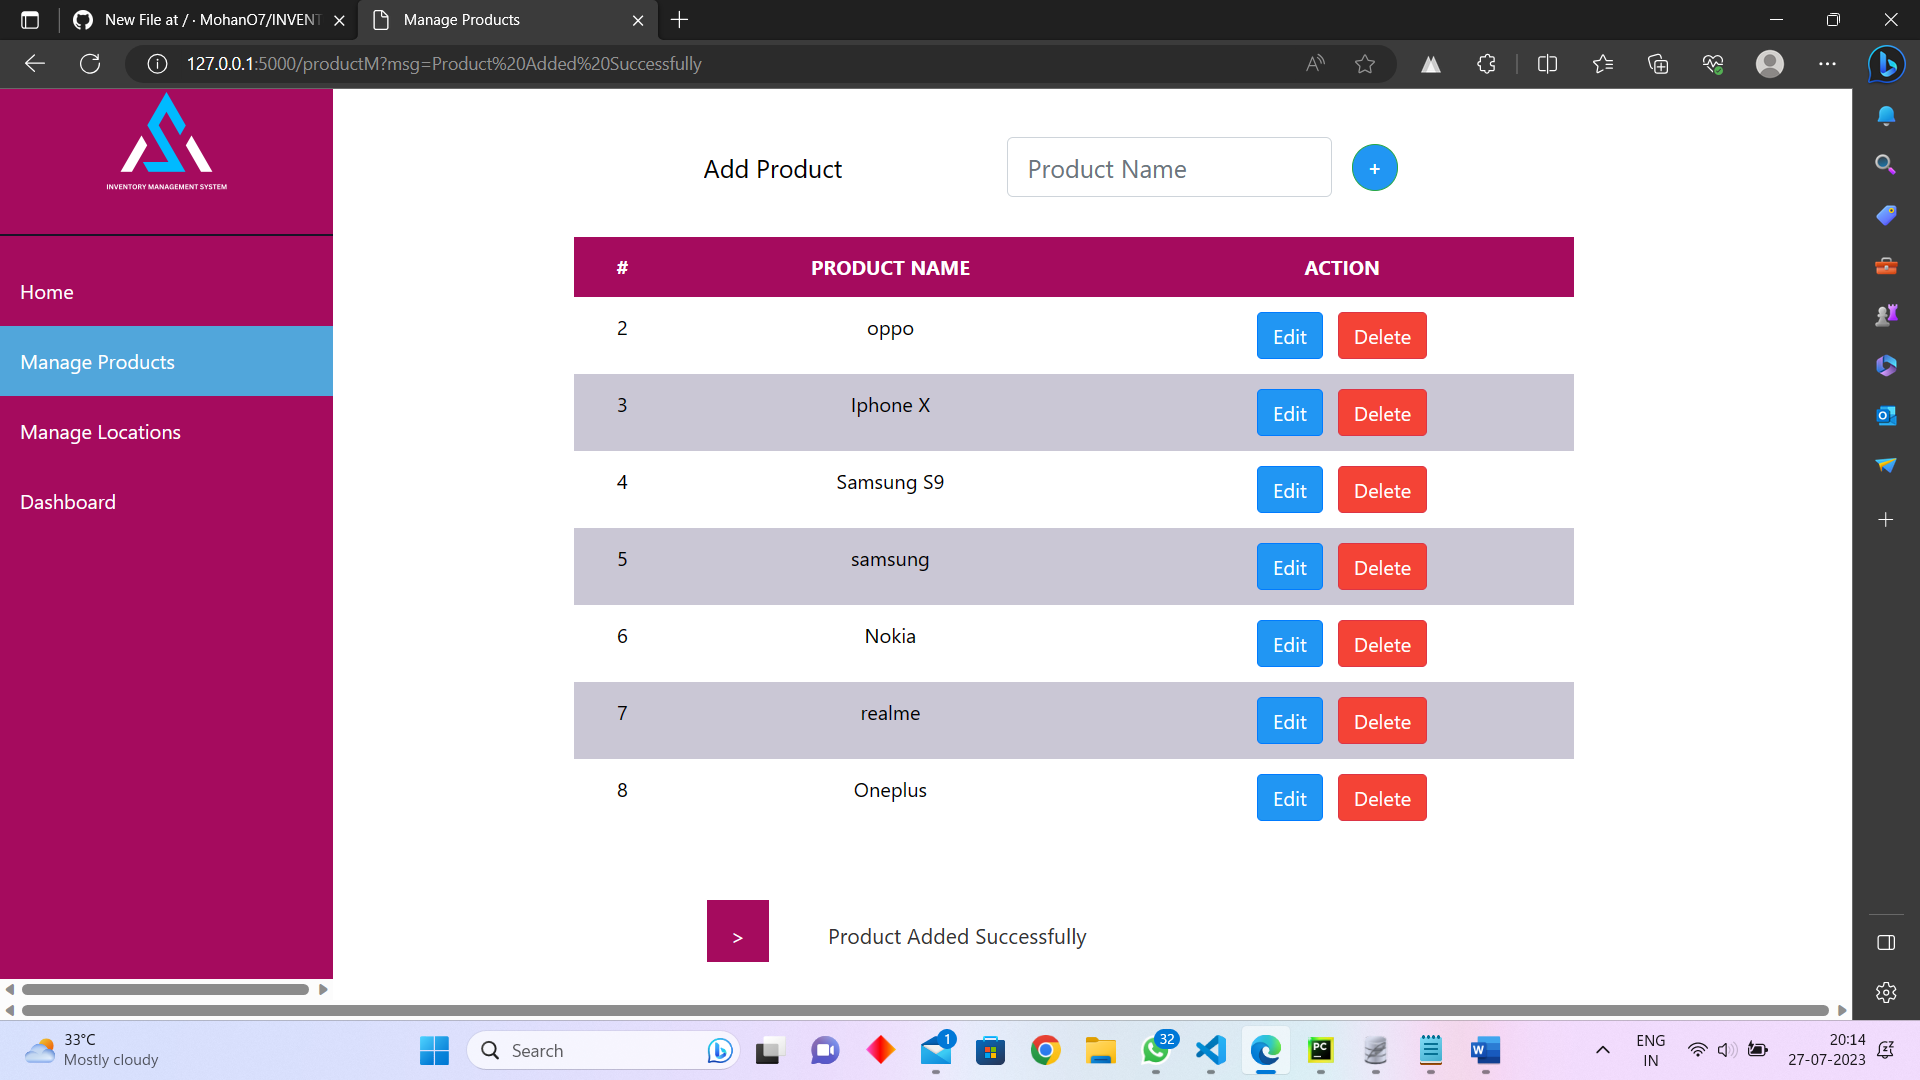 New File at / · MohanO7/INVENT
Manage Products
127.0.0.1:5000/productM?msg=Product%20Added%20Successfully
INVENTORY MANAGEMENT SYSTEM
Home
Manage Products
Manage Locations
Dashboard
Add Product
Product Name
+
# PRODUCT NAME ACTION
2 oppo Edit Delete
3 Iphone X Edit Delete
4 Samsung S9 Edit Delete
5 samsung Edit Delete
6 Nokia Edit Delete
7 realme Edit Delete
8 Oneplus Edit Delete
> Product Added Successfully
33°C
Mostly cloudy
Search
1
32
PC
W
ENG
IN
20:14
27-07-2023